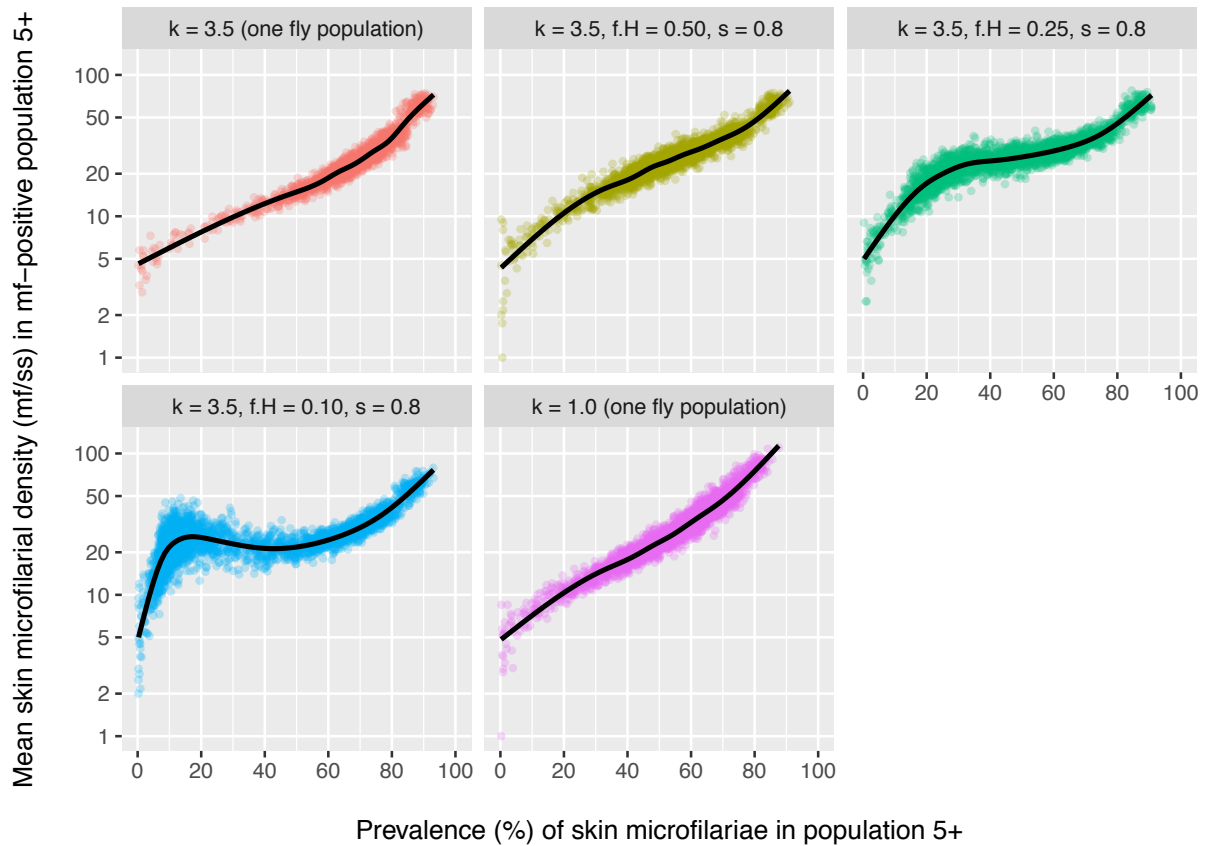 Mean skin microfilarial density (mf/ss) in mf−positive population 5+
k = 3.5 (one fly population)
k = 3.5, f.H = 0.50, s = 0.8
k = 3.5, f.H = 0.25, s = 0.8
100
50
20
10
5
2
1
0 20 40 60 80 100
k = 3.5, f.H = 0.10, s = 0.8
k = 1.0 (one fly population)
100
50
20
10
5
2
1
0 20 40 60 80 100
0 20 40 60 80 100
Prevalence (%) of skin microfilariae in population 5+